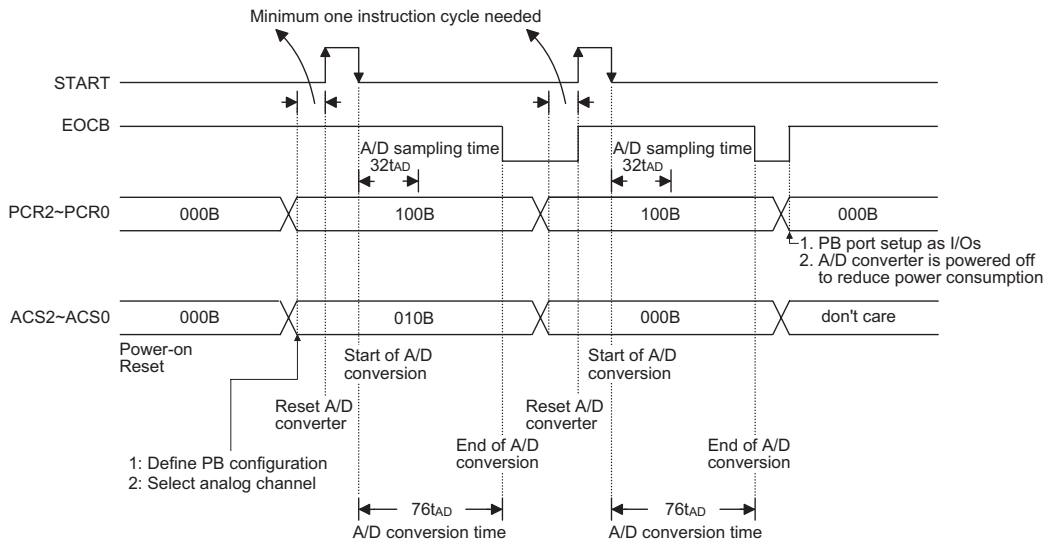 Minimum one instruction cycle needed
START
EOCB
A/D sampling time
32tAD
A/D sampling time
32tAD
PCR2~PCR0
000B
100B
100B
000B
1. PB port setup as I/Os
2. A/D converter is powered off
to reduce power consumption
ACS2~ACS0
000B
010B
000B
don't care
Power-on
Reset
Start of A/D
conversion
Start of A/D
conversion
Reset A/D
converter
Reset A/D
converter
End of A/D
conversion
End of A/D
conversion
1: Define PB configuration
2: Select analog channel
76tAD
A/D conversion time
76tAD
A/D conversion time